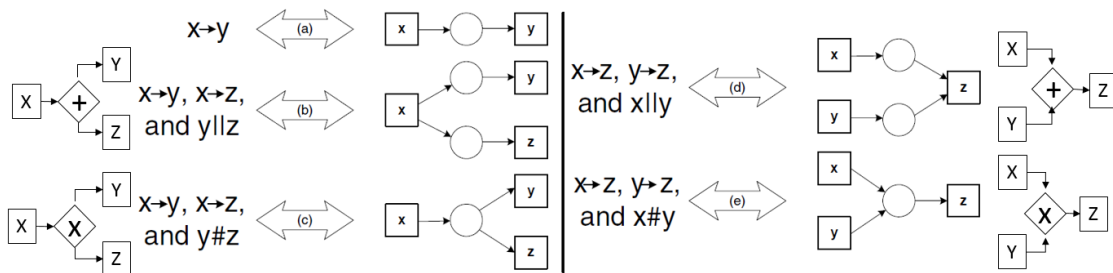 x→y
(a)
x
y
X
+
Y
Z
x→y, x→z,
and y||z
(b)
x
y
z
X
X
Y
Z
x→y, x→z,
and y#z
(c)
x
y
z
x→z, y→z,
and x||y
(d)
x
y
z
X
+
Y
Z
x→z, y→z,
and x#y
(e)
x
y
z
X
X
Y
Z